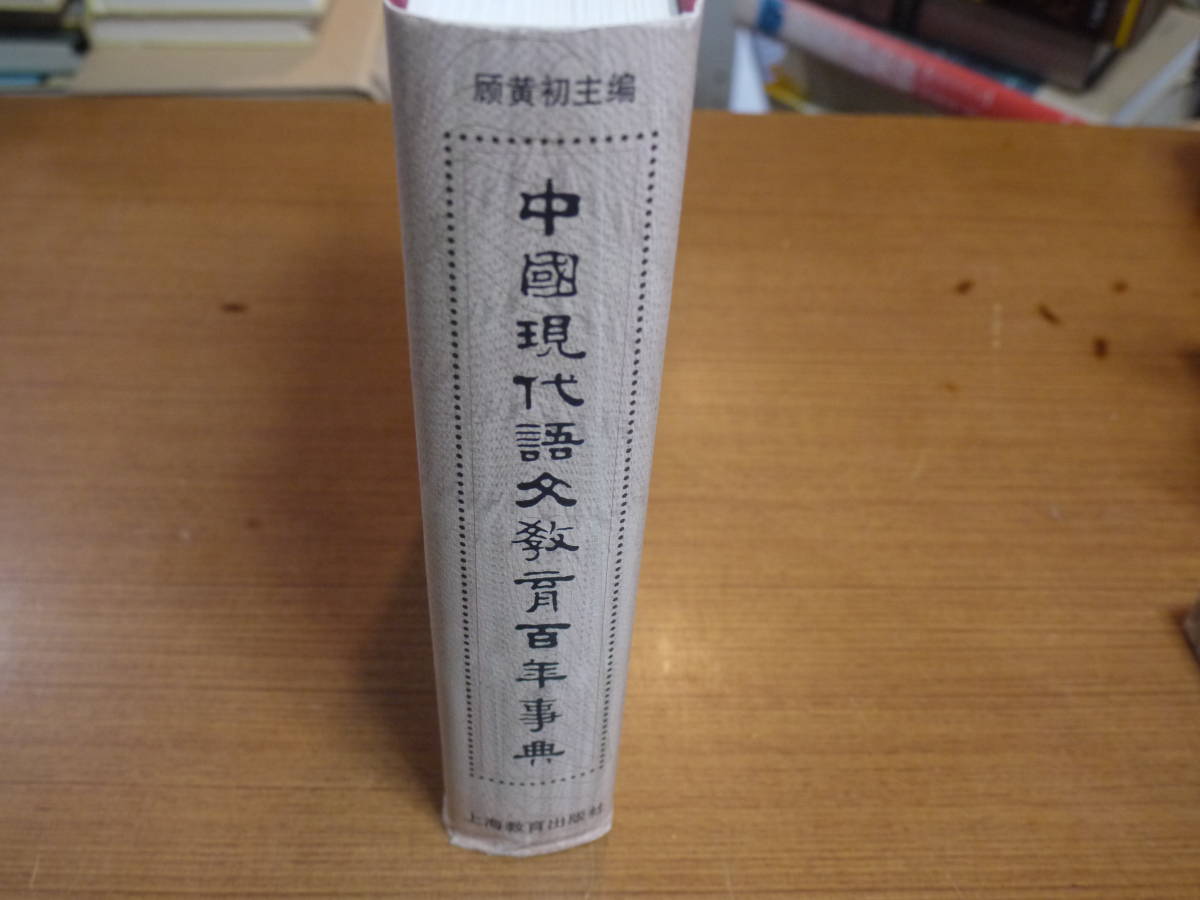 顾黄初主编
中國現代語文教育百年事典
上海教育出版社